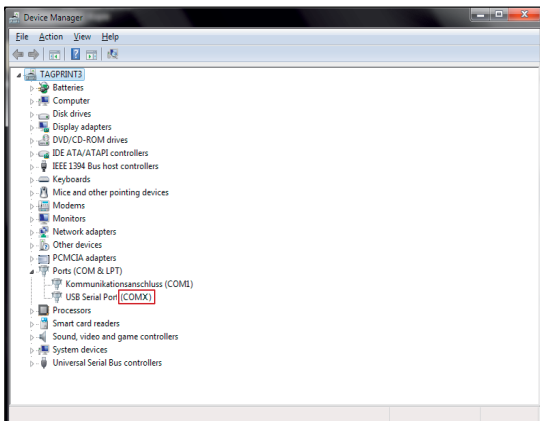 Device Manager
File Action View Help
TAGPRINT3
Batteries
Computer
Disk drives
Display adapters
DVD/CD-ROM drives
IDE ATA/ATAPI controllers
IEEE 1394 Bus host controllers
Keyboards
Mice and other pointing devices
Modems
Monitors
Network adapters
Other devices
PCMCIA adapters
Ports (COM & LPT)
Kommunikationsanschluss (COM1)
USB Serial Port (COMX)
Processors
Smart card readers
Sound, video and game controllers
System devices
Universal Serial Bus controllers